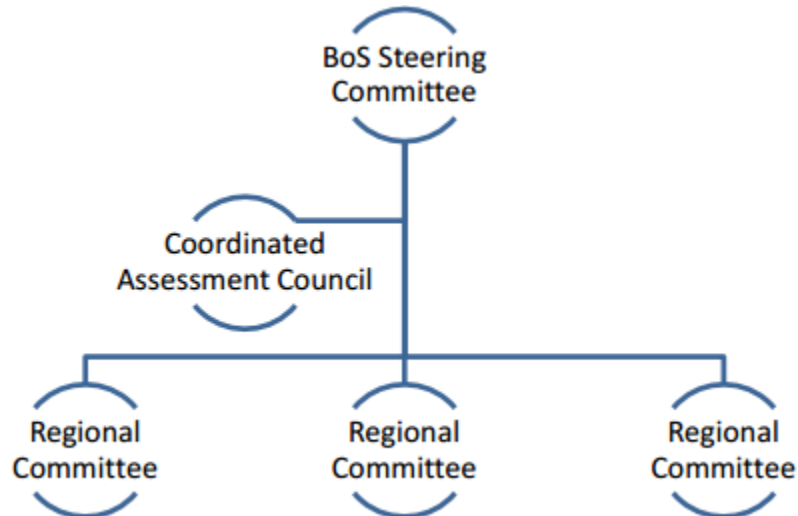 BoS Steering
Committee
Coordinated
Assessment Council
Regional
Committee
Regional
Committee
Regional
Committee